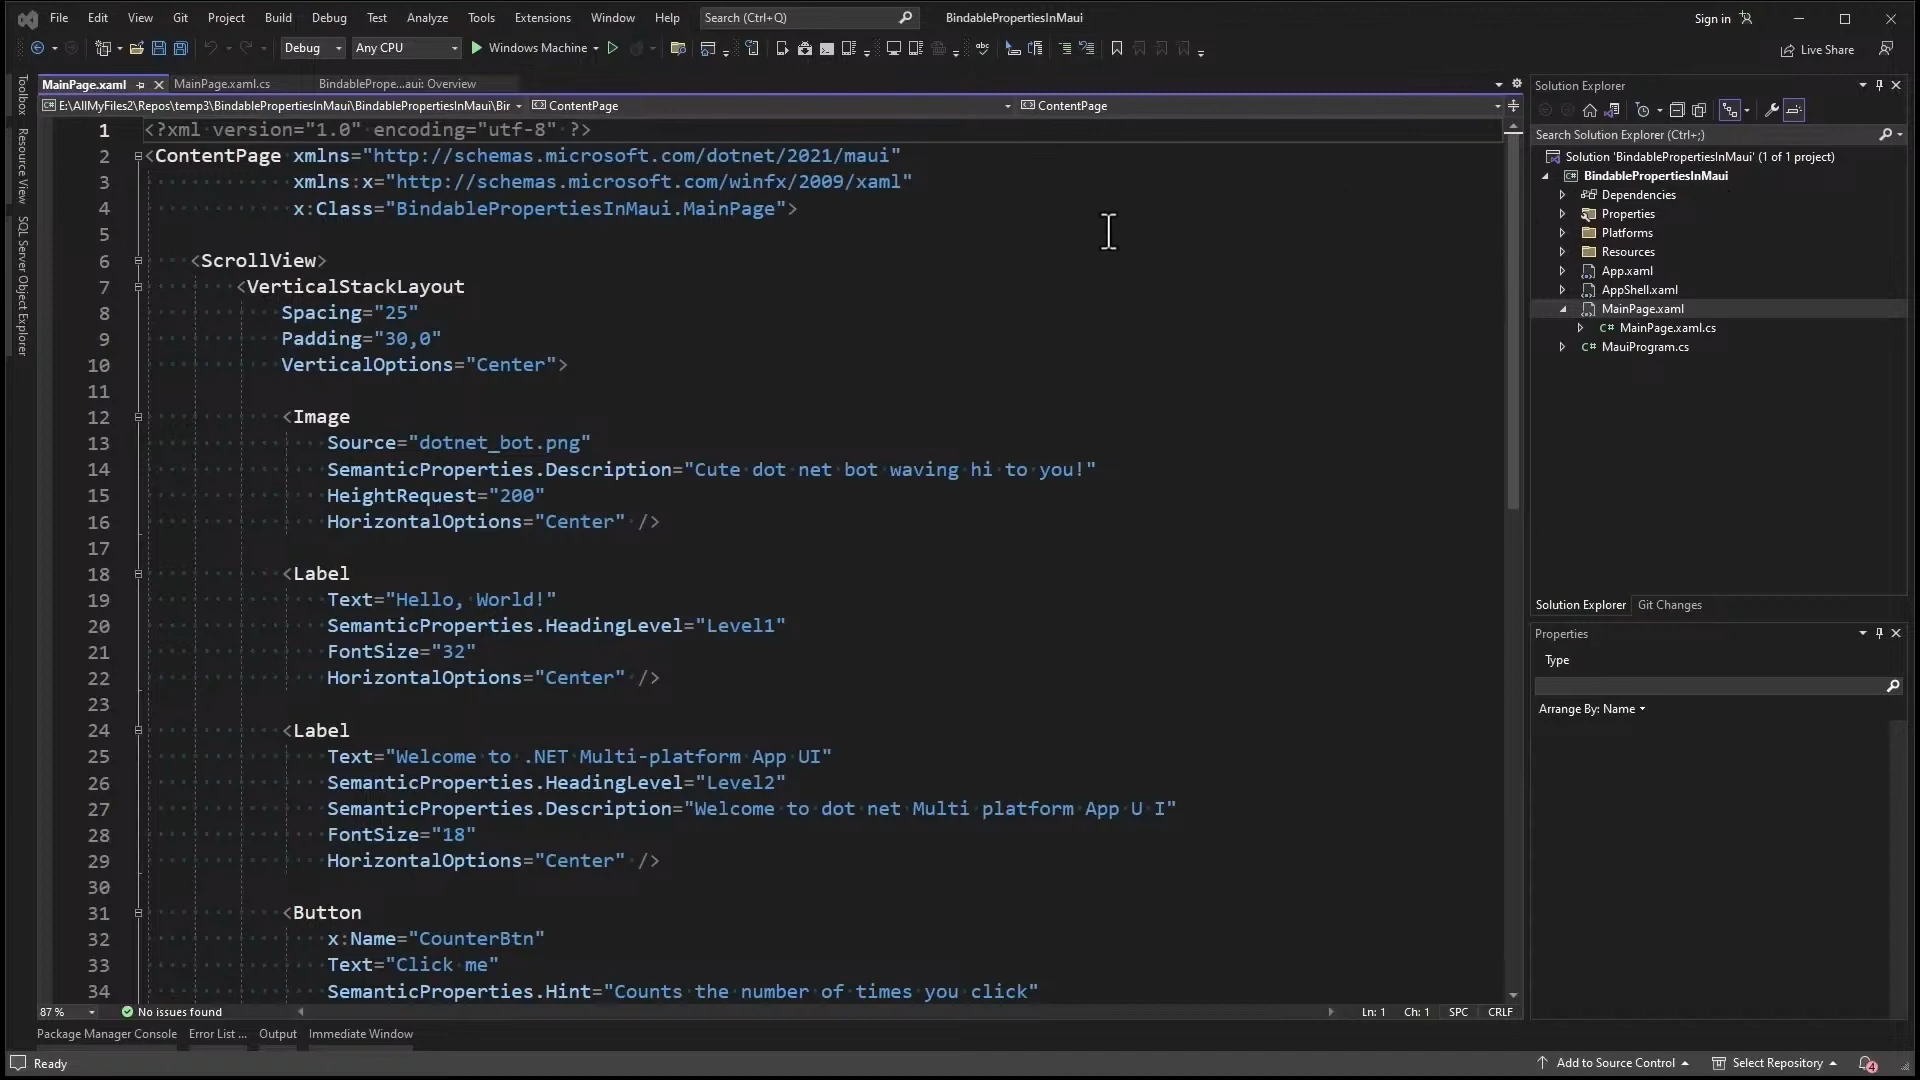 File Edit View Git Project Build Debug Test Analyze Tools Extensions Window Help Search (Ctrl+Q) BindablePropertiesInMaui Sign in
Debug Any CPU Windows Machine Live Share
MainPage.xaml MainPage.xaml.cs BindablePrope...aui: Overview
E:\AllMyFiles2\Repos\temp3\BindablePropertiesInMaui\BindablePropertiesInMaui\Bir ContentPage ContentPage
Toolbox
Resource View
SQL Server Object Explorer
1 <?xml version="1.0" encoding="utf-8" ?>
2 <ContentPage xmlns="http://schemas.microsoft.com/dotnet/2021/maui"
3 xmlns:x="http://schemas.microsoft.com/winfx/2009/xaml"
4 x:Class="BindablePropertiesInMaui.MainPage">
5
6 <ScrollView>
7 <VerticalStackLayout
8 Spacing="25"
9 Padding="30,0"
10 VerticalOptions="Center">
11
12 <Image
13 Source="dotnet_bot.png"
14 SemanticProperties.Description="Cute dot net bot waving hi to you!"
15 HeightRequest="200"
16 HorizontalOptions="Center" />
17
18 <Label
19 Text="Hello, World!"
20 SemanticProperties.HeadingLevel="Level1"
21 FontSize="32"
22 HorizontalOptions="Center" />
23
24 <Label
25 Text="Welcome to .NET Multi-platform App UI"
26 SemanticProperties.HeadingLevel="Level2"
27 SemanticProperties.Description="Welcome to dot net Multi platform App U I"
28 FontSize="18"
29 HorizontalOptions="Center" />
30
31 <Button
32 x:Name="CounterBtn"
33 Text="Click me"
34 SemanticProperties.Hint="Counts the number of times you click"
87 % No issues found Ln: 1 Ch: 1 SPC CRLF
Package Manager Console Error List ... Output Immediate Window
Solution Explorer
Search Solution Explorer (Ctrl+;)
Solution 'BindablePropertiesInMaui' (1 of 1 project)
BindablePropertiesInMaui
Dependencies
Properties
Platforms
Resources
App.xaml
AppShell.xaml
MainPage.xaml
C# MainPage.xaml.cs
C# MauiProgram.cs
Solution Explorer Git Changes
Properties
Type
Arrange By: Name
Ready Add to Source Control Select Repository 4